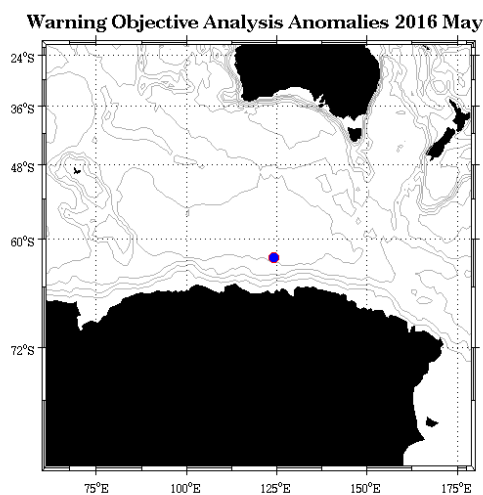 Warning Objective Analysis Anomalies 2016 May
24°S
36°S
48°S
60°S
72°S
75°E 100°E 125°E 150°E 175°E